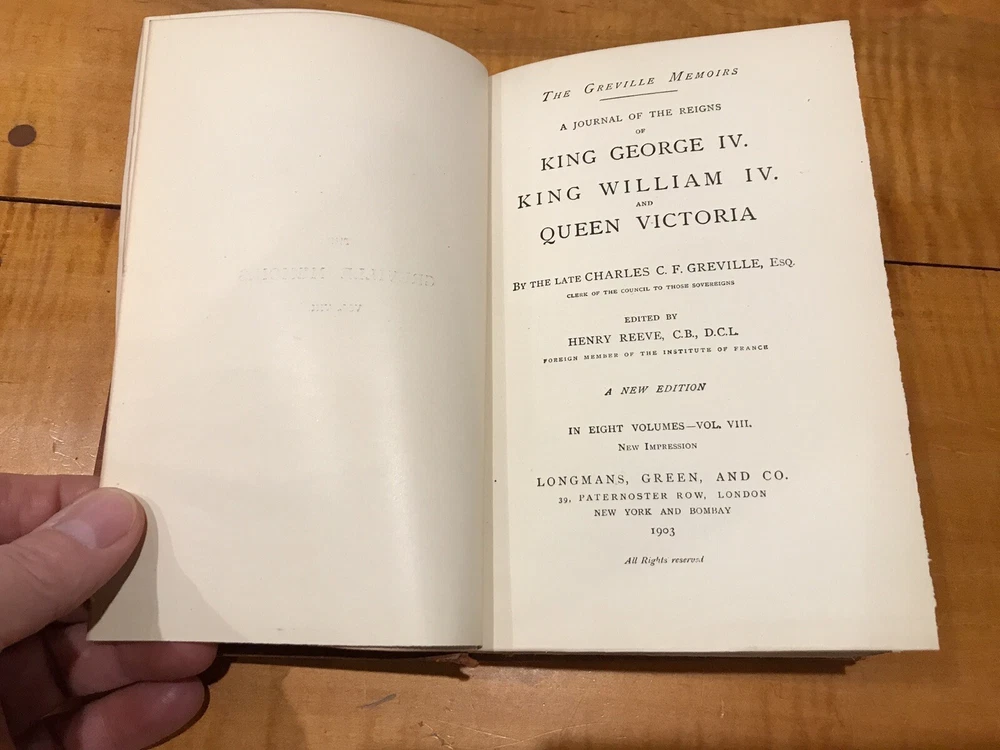 THE GREVILLE MEMOIRS
A JOURNAL OF THE REIGNS
OF
KING GEORGE IV.
KING WILLIAM IV.
AND
QUEEN VICTORIA
BY THE LATE CHARLES C. F. GREVILLE, ESQ.
CLERK OF THE COUNCIL TO THOSE SOVEREIGNS
EDITED BY
HENRY REEVE, C.B., D.C.L.
FOREIGN MEMBER OF THE INSTITUTE OF FRANCE
A NEW EDITION
IN EIGHT VOLUMES—VOL. VIII.
NEW IMPRESSION
LONGMANS, GREEN, AND CO.
39, PATERNOSTER ROW, LONDON
NEW YORK AND BOMBAY
1903
All Rights reserved